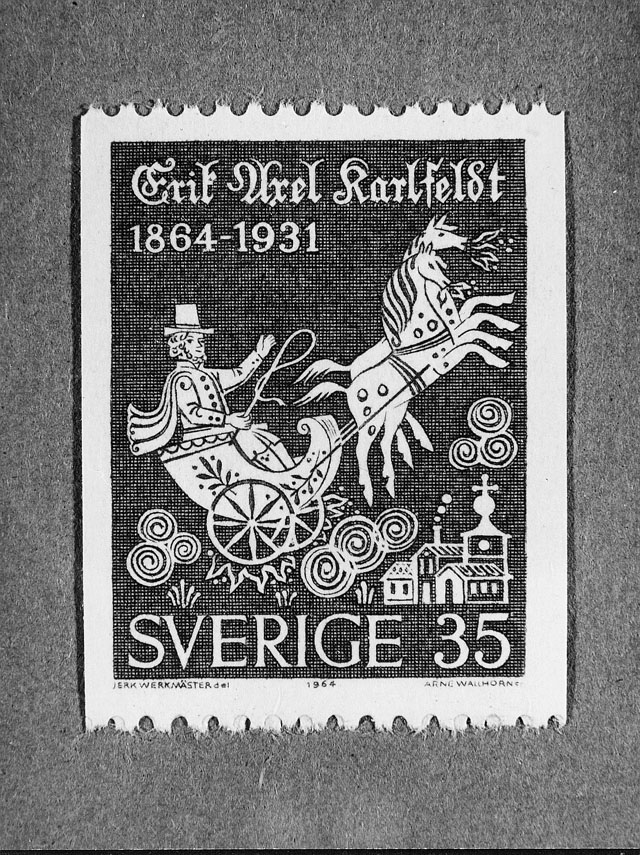 Erik Axel Karlfeldt
1864-1931
SVERIGE 35
JERK WERKMÄSTER del 1964 ARNE WALLHORN sc